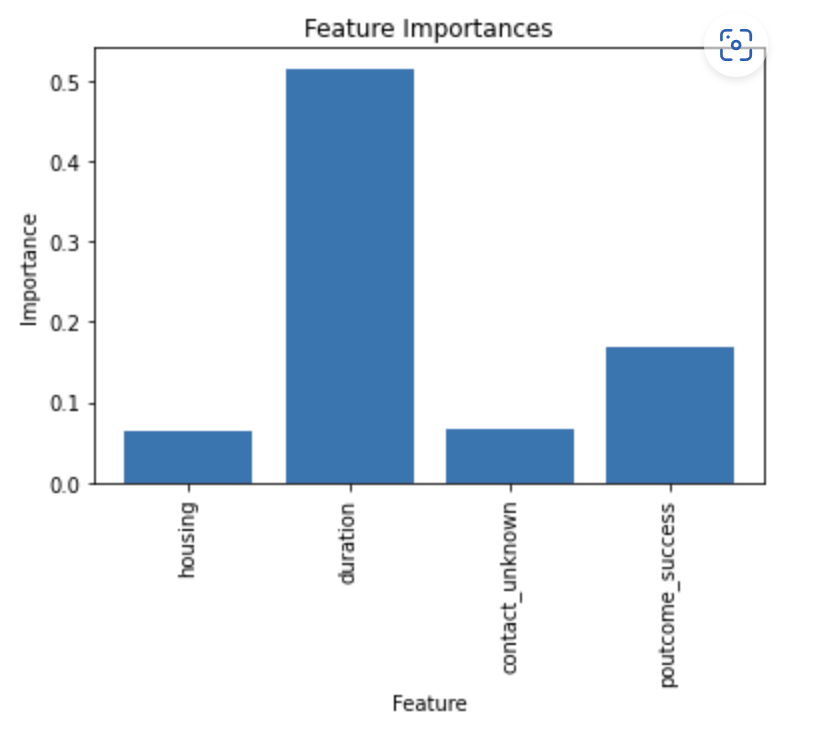 Feature Importances
Importance
0.5
0.4
0.3
0.2
0.1
0.0
housing
duration
contact_unknown
poutcome_success
Feature